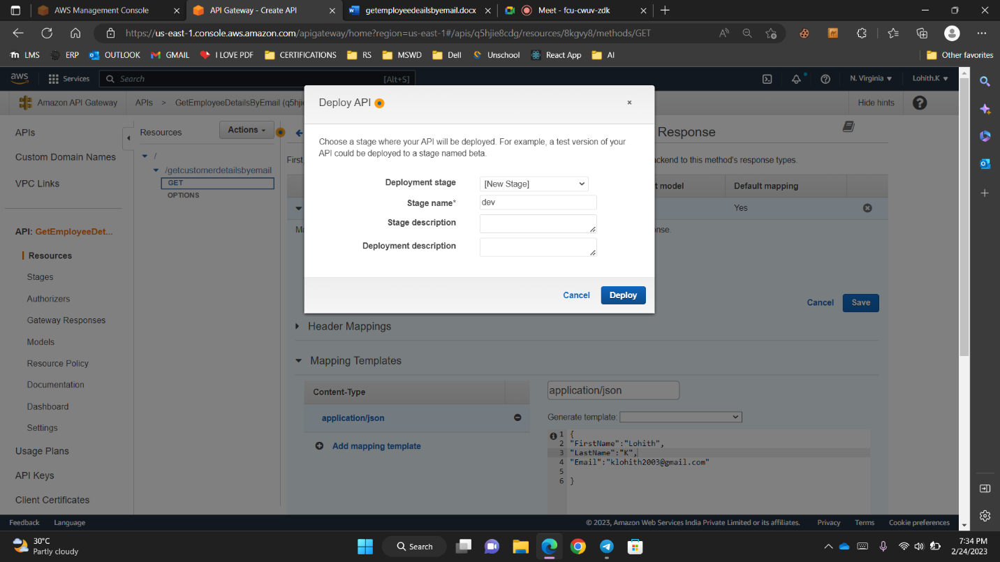 AWS Management Console
API Gateway - Create API
getemployeedeailsbyemail.docx
Meet - fcu-cwuv-zdk
https://us-east-1.console.aws.amazon.com/apigateway/home?region=us-east-1#/apis/q5hjie8cdg/resources/8kgvy8/methods/GET
LMS ERP OUTLOOK GMAIL I LOVE PDF CERTIFICATIONS RS MSWD Dell Unschool React App AI Other favorites
aws Services Search [Alt+S] N. Virginia Lohith.K
Amazon API Gateway APIs > GetEmployeeDetailsByEmail (q5hji Hide hints
APIs
Custom Domain Names
VPC Links
API: GetEmployeeDet...
Resources
Stages
Authorizers
Gateway Responses
Models
Resource Policy
Documentation
Dashboard
Settings
Usage Plans
API Keys
Client Certificates
Resources Actions
/
/getcustomerdetailsbyemail
GET
OPTIONS
Response
First
ackend to this method's response types.
t model Default mapping
Yes
Ma
onse.
Deploy API
×
Choose a stage where your API will be deployed. For example, a test version of your
API could be deployed to a stage named beta.
Deployment stage [New Stage]
Stage name* dev
Stage description
Deployment description
Cancel Deploy
Cancel Save
Header Mappings
Mapping Templates
Content-Type
application/json
Add mapping template
application/json
Generate template:
1 {
2 "FirstName":"Lohith",
3 "LastName":"K",
4 "Email":"klohith2003@gmail.com"
5
6 }
Feedback Language © 2023, Amazon Web Services India Private Limited or its affiliates. Privacy Terms Cookie preferences
30°C
Partly cloudy
Search
7:34 PM
2/24/2023